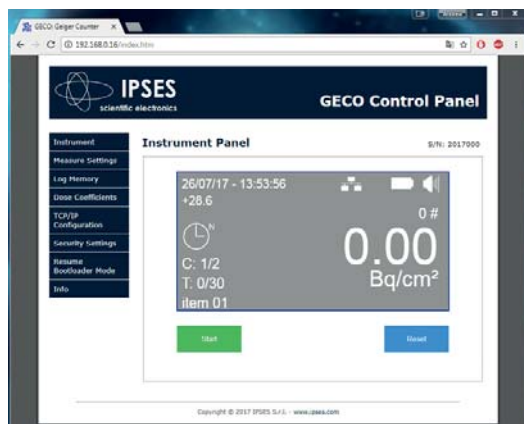 GECO: Geiger Counter
192.168.0.16/index.htm
IPSES
scientific electronics
GECO Control Panel
Instrument
Measure Settings
Log Memory
Dose Coefficients
TCP/IP
Configuration
Security Settings
Resume
Bootloader Mode
Info
Instrument Panel
S/N: 2017000
26/07/17 - 13:53:56
+28.6
0 #
N
0.00
C: 1/2
Bq/cm²
T: 0/30
item 01
Start
Reset
Copyright © 2017 IPSES S.r.l. - www.ipses.com